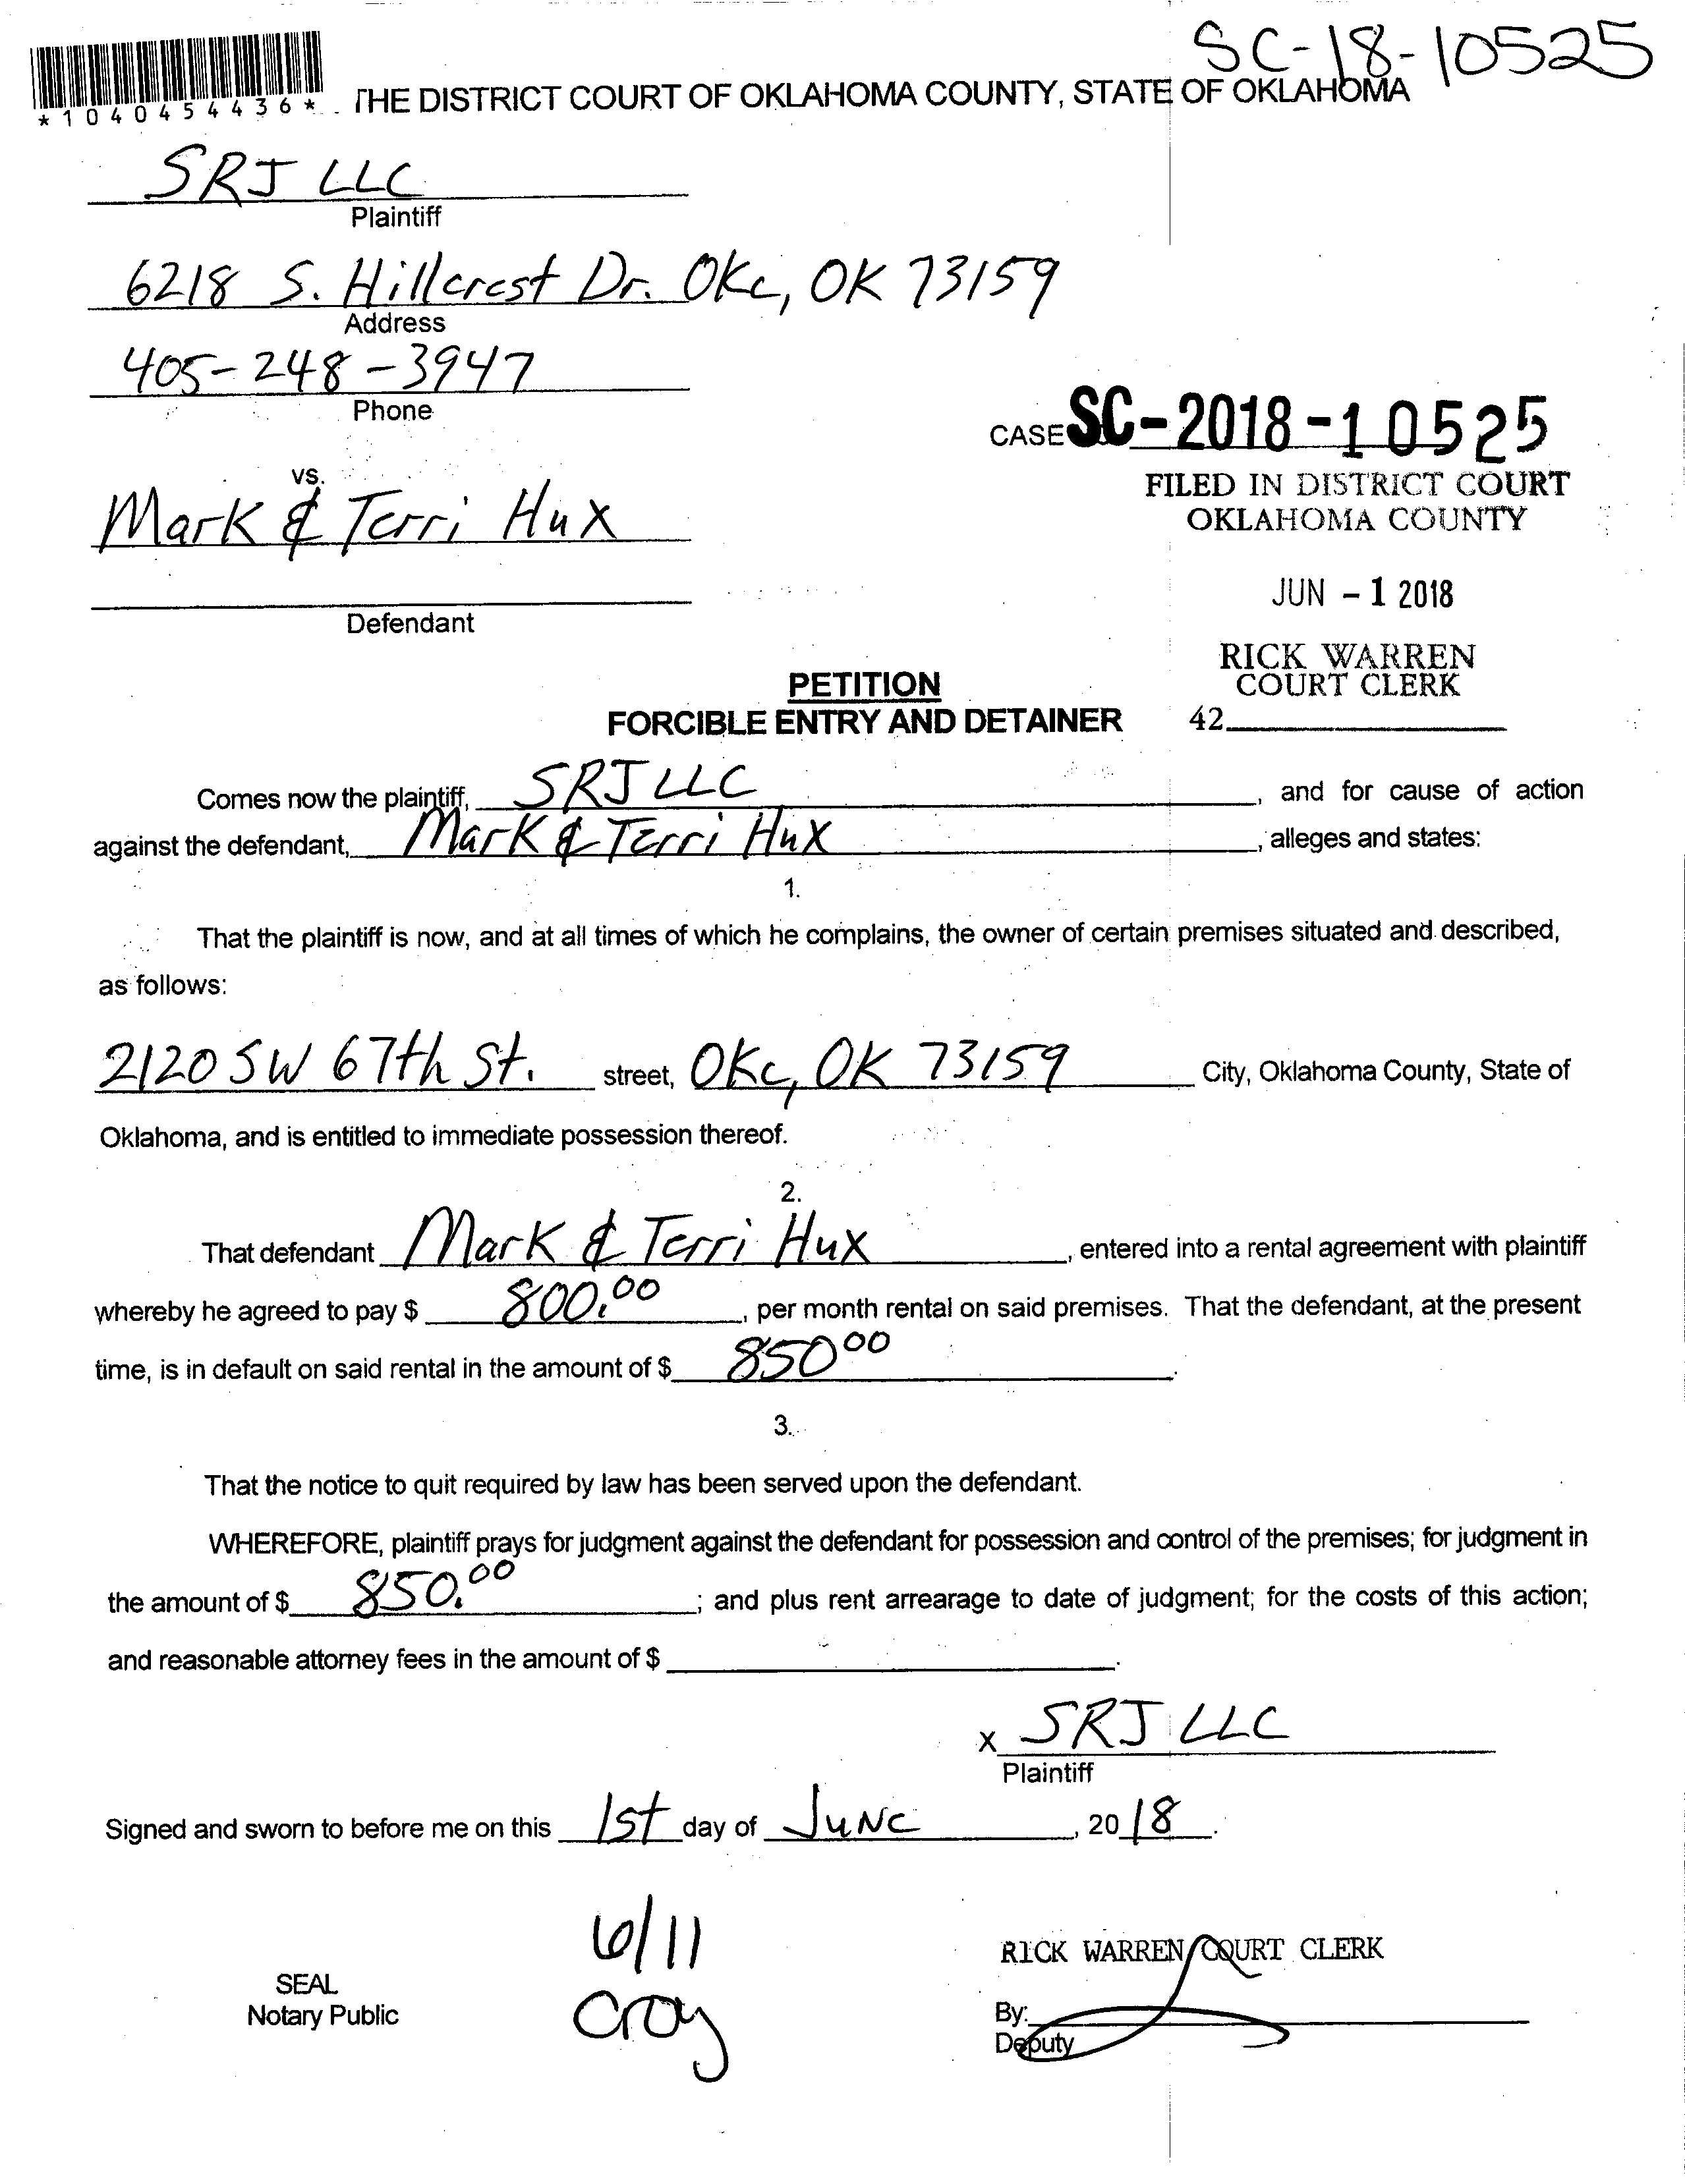 SC-18-10525
*1040454436*
THE DISTRICT COURT OF OKLAHOMA COUNTY, STATE OF OKLAHOMA
SRJ LLC
Plaintiff
6218 S. Hillcrest Dr. OKc, OK 73159
Address
405-248-3947
Phone
CASE SC-2018-10525
FILED IN DISTRICT COURT
OKLAHOMA COUNTY
vs.
Mark & Terri Hux
JUN - 1 2018
Defendant
RICK WARREN
COURT CLERK
42
PETITION
FORCIBLE ENTRY AND DETAINER
Comes now the plaintiff, SRJ LLC, and for cause of action
against the defendant, Mark & Terri Hux, alleges and states:
1.
That the plaintiff is now, and at all times of which he complains, the owner of certain premises situated and described,
as follows:
2120 SW 67th St. street, OKc, OK 73159 City, Oklahoma County, State of
Oklahoma, and is entitled to immediate possession thereof.
2.
That defendant Mark & Terri Hux, entered into a rental agreement with plaintiff
whereby he agreed to pay $ 800.00, per month rental on said premises. That the defendant, at the present
time, is in default on said rental in the amount of $ 850 00.
3.
That the notice to quit required by law has been served upon the defendant.
WHEREFORE, plaintiff prays for judgment against the defendant for possession and control of the premises; for judgment in
the amount of $ 850.00; and plus rent arrearage to date of judgment; for the costs of this action;
and reasonable attorney fees in the amount of $ .
x SRJ LLC
Plaintiff
Signed and sworn to before me on this 1st day of June, 2018.
6/11
Croy
SEAL
Notary Public
RICK WARREN COURT CLERK
By:
Deputy